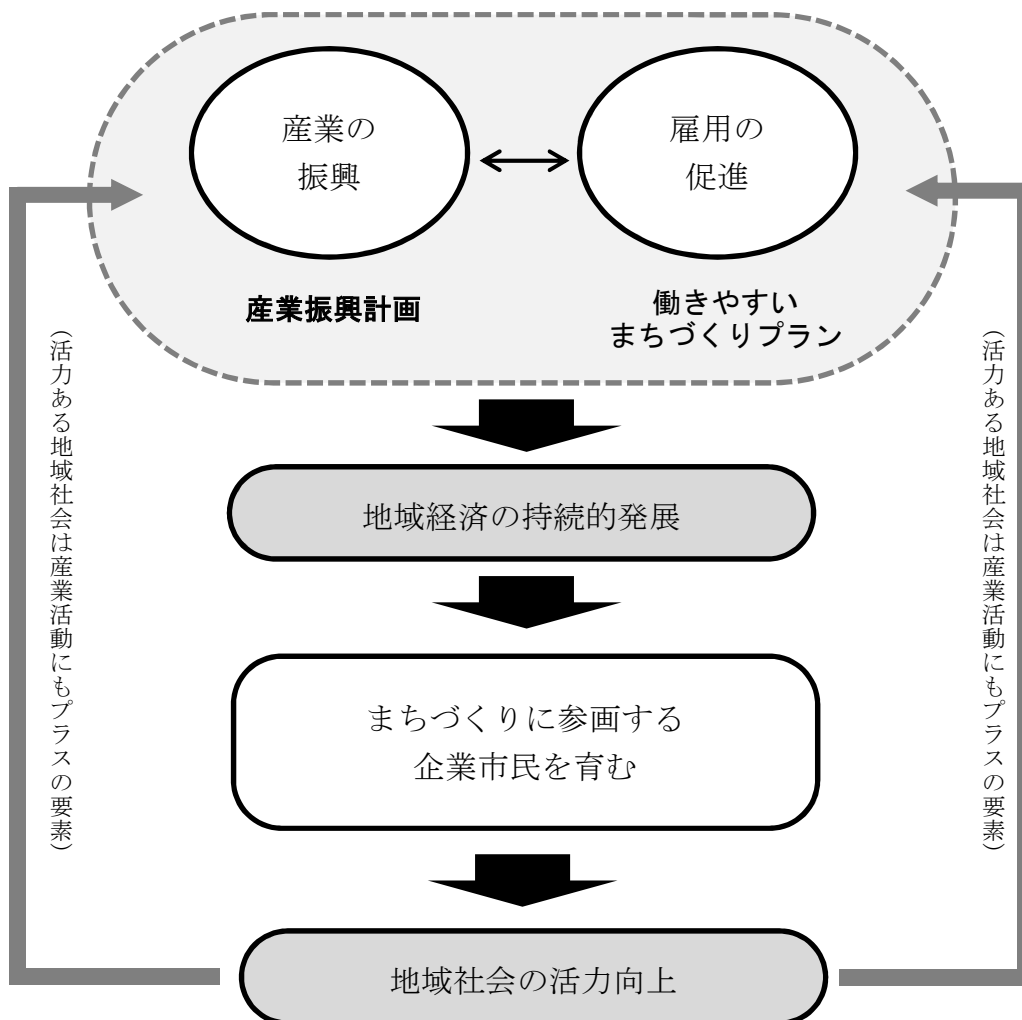 産業の
振興
雇用の
促進
産業振興計画
働きやすい
まちづくりプラン
(活力ある地域社会は産業活動にもプラスの要素)
(活力ある地域社会は産業活動にもプラスの要素)
地域経済の持続的発展
まちづくりに参画する
企業市民を育む
地域社会の活力向上